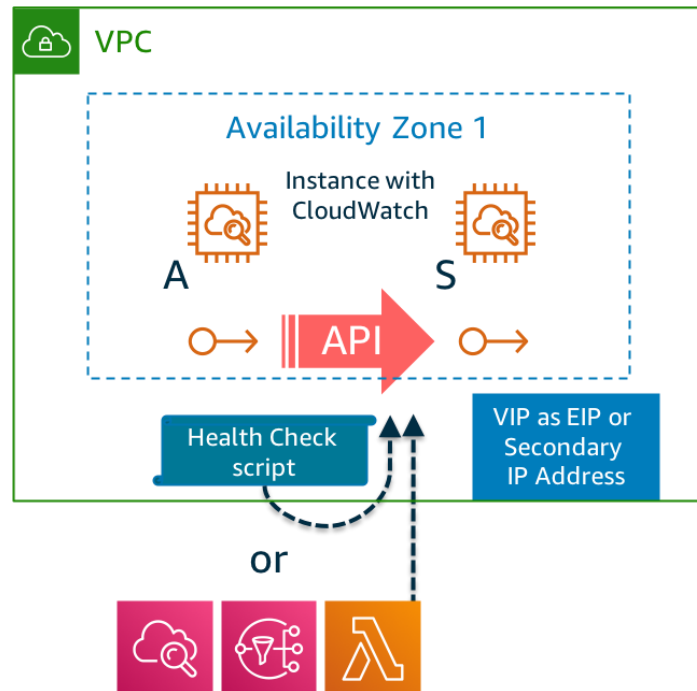 VPC
Availability Zone 1
Instance with
CloudWatch
A
S
API
Health Check
script
VIP as EIP or
Secondary
IP Address
or